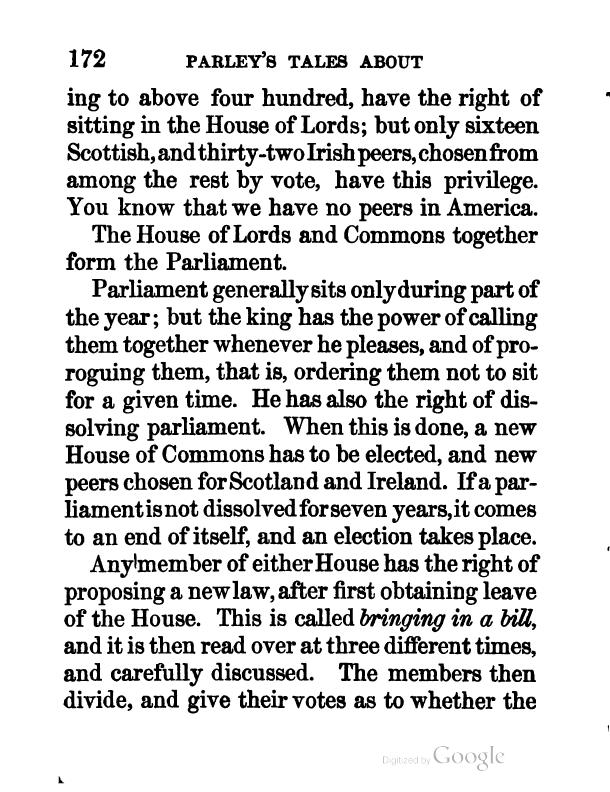 172 PARLEY'S TALES ABOUT
ing to above four hundred, have the right of
sitting in the House of Lords; but only sixteen
Scottish, and thirty-two Irish peers, chosen from
among the rest by vote, have this privilege.
You know that we have no peers in America.
The House of Lords and Commons together
form the Parliament.
Parliament generally sits only during part of
the year; but the king has the power of calling
them together whenever he pleases, and of pro-
roguing them, that is, ordering them not to sit
for a given time. He has also the right of dis-
solving parliament. When this is done, a new
House of Commons has to be elected, and new
peers chosen for Scotland and Ireland. If a par-
liament is not dissolved for seven years, it comes
to an end of itself, and an election takes place.
Any member of either House has the right of
proposing a new law, after first obtaining leave
of the House. This is called bringing in a bill,
and it is then read over at three different times,
and carefully discussed. The members then
divide, and give their votes as to whether the
Digitized by Google